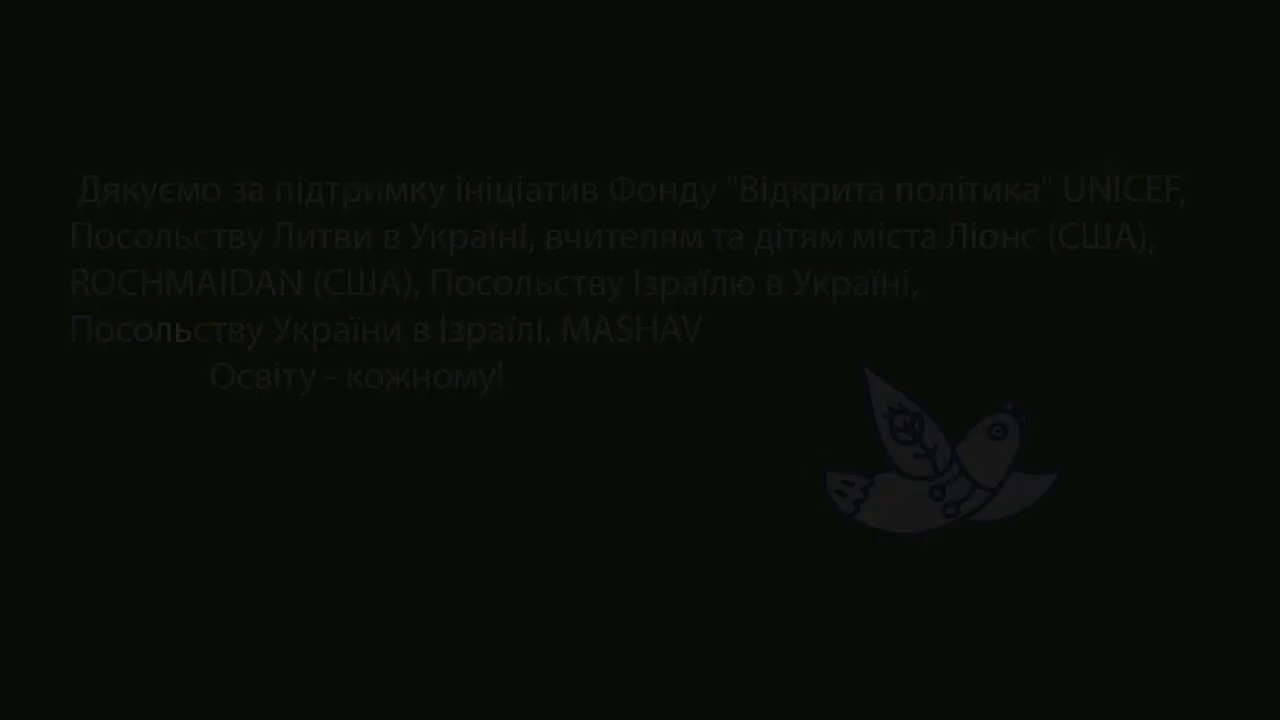 Дякуємо за підтримку ініціатив Фонду "Відкрита політика" UNICEF,
Посольству Литви в Україні, вчителям та дітям міста Ліонс (США),
ROCHMAIDAN (США), Посольству Ізраїлю в Україні,
Посольству України в Ізраїлі, MASHAV
Освіту - кожному!